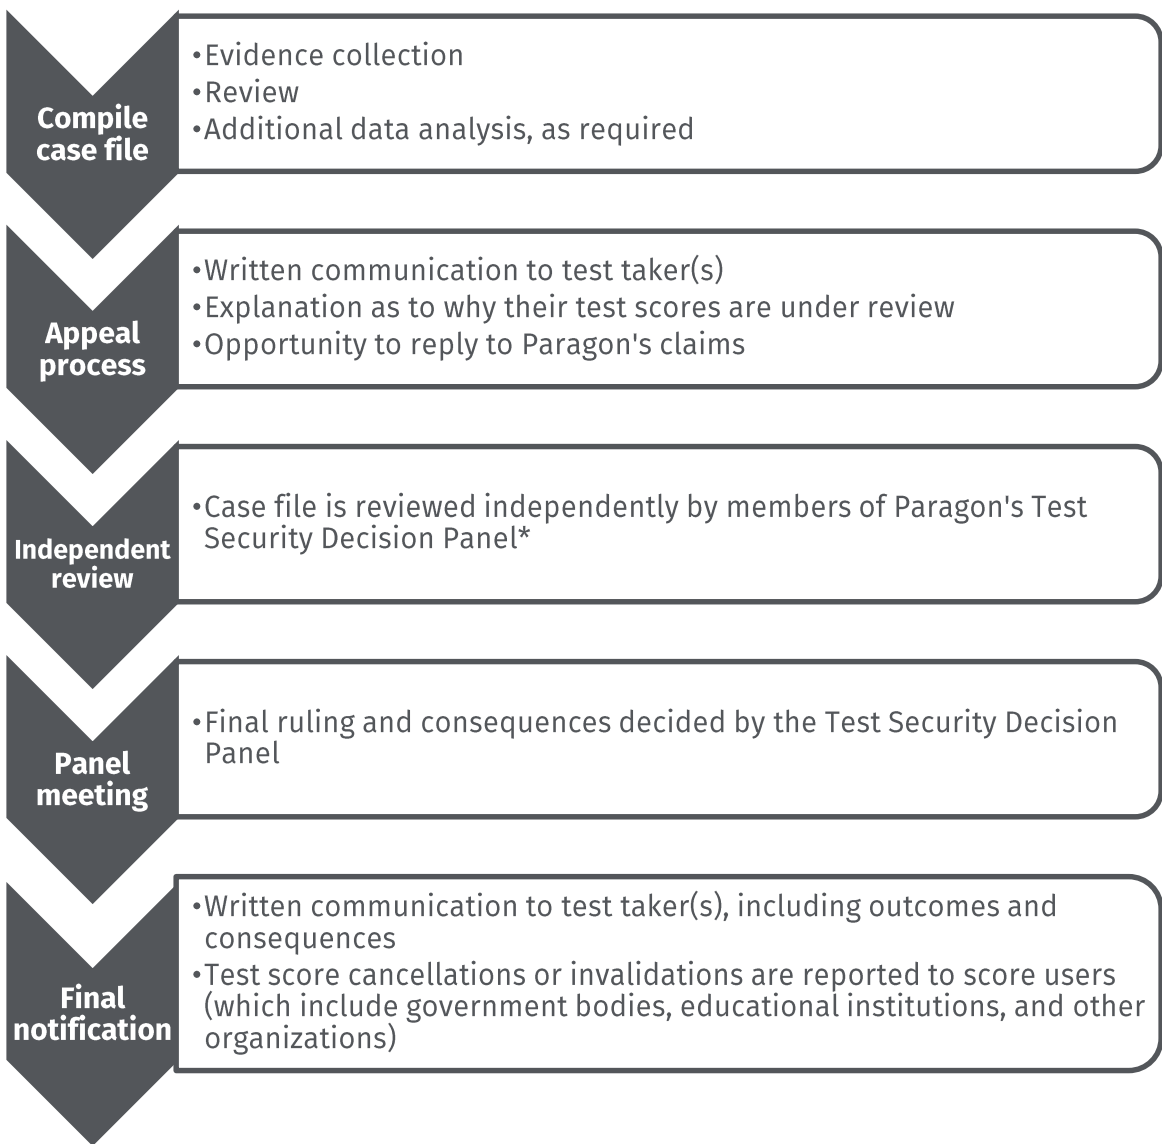 Compile
case file
•Evidence collection
•Review
•Additional data analysis, as required
Appeal
process
•Written communication to test taker(s)
•Explanation as to why their test scores are under review
•Opportunity to reply to Paragon's claims
Independent
review
•Case file is reviewed independently by members of Paragon's Test
Security Decision Panel*
Panel
meeting
•Final ruling and consequences decided by the Test Security Decision
Panel
Final
notification
•Written communication to test taker(s), including outcomes and
consequences
•Test score cancellations or invalidations are reported to score users
(which include government bodies, educational institutions, and other
organizations)